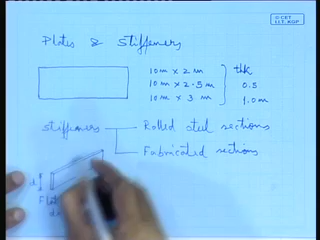 © CET
I.I.T. KGP
Plates & Stiffeners
10 m x 2 m thk
10 m x 2.5 m 0.5
10 m x 3 m 1.0 m
stiffeners Rolled steel sections
Fabricated sections
d
Flat